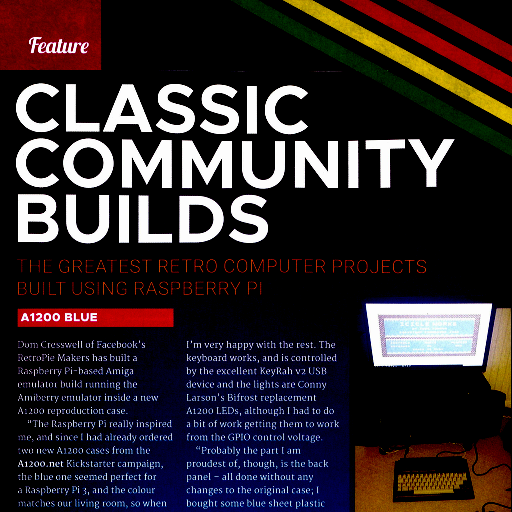 Feature
CLASSIC
COMMUNITY
BUILDS
THE GREATEST RETRO COMPUTER PROJECTS
BUILT USING RASPBERRY PI
A1200 BLUE
Dom Cresswell of Facebook's
RetroPie Makers has built a
Raspberry Pi-based Amiga
emulator build running the
Amiberry emulator inside a new
A1200 reproduction case.
"The Raspberry Pi really inspired
me, and since I had already ordered
two new A1200 cases from the
A1200.net Kickstarter campaign,
the blue one seemed perfect for
a Raspberry Pi 3, and the colour
matches our living room, so when
I'm very happy with the rest. The
keyboard works, and is controlled
by the excellent KeyRah v2 USB
device and the lights are Conny
Larson's Bifrost replacement
A1200 LEDs, although I had to do
a bit of work getting them to work
from the GPIO control voltage.
"Probably the part I am
proudest of, though, is the back
panel – all done without any
changes to the original case; I
bought some blue sheet plastic